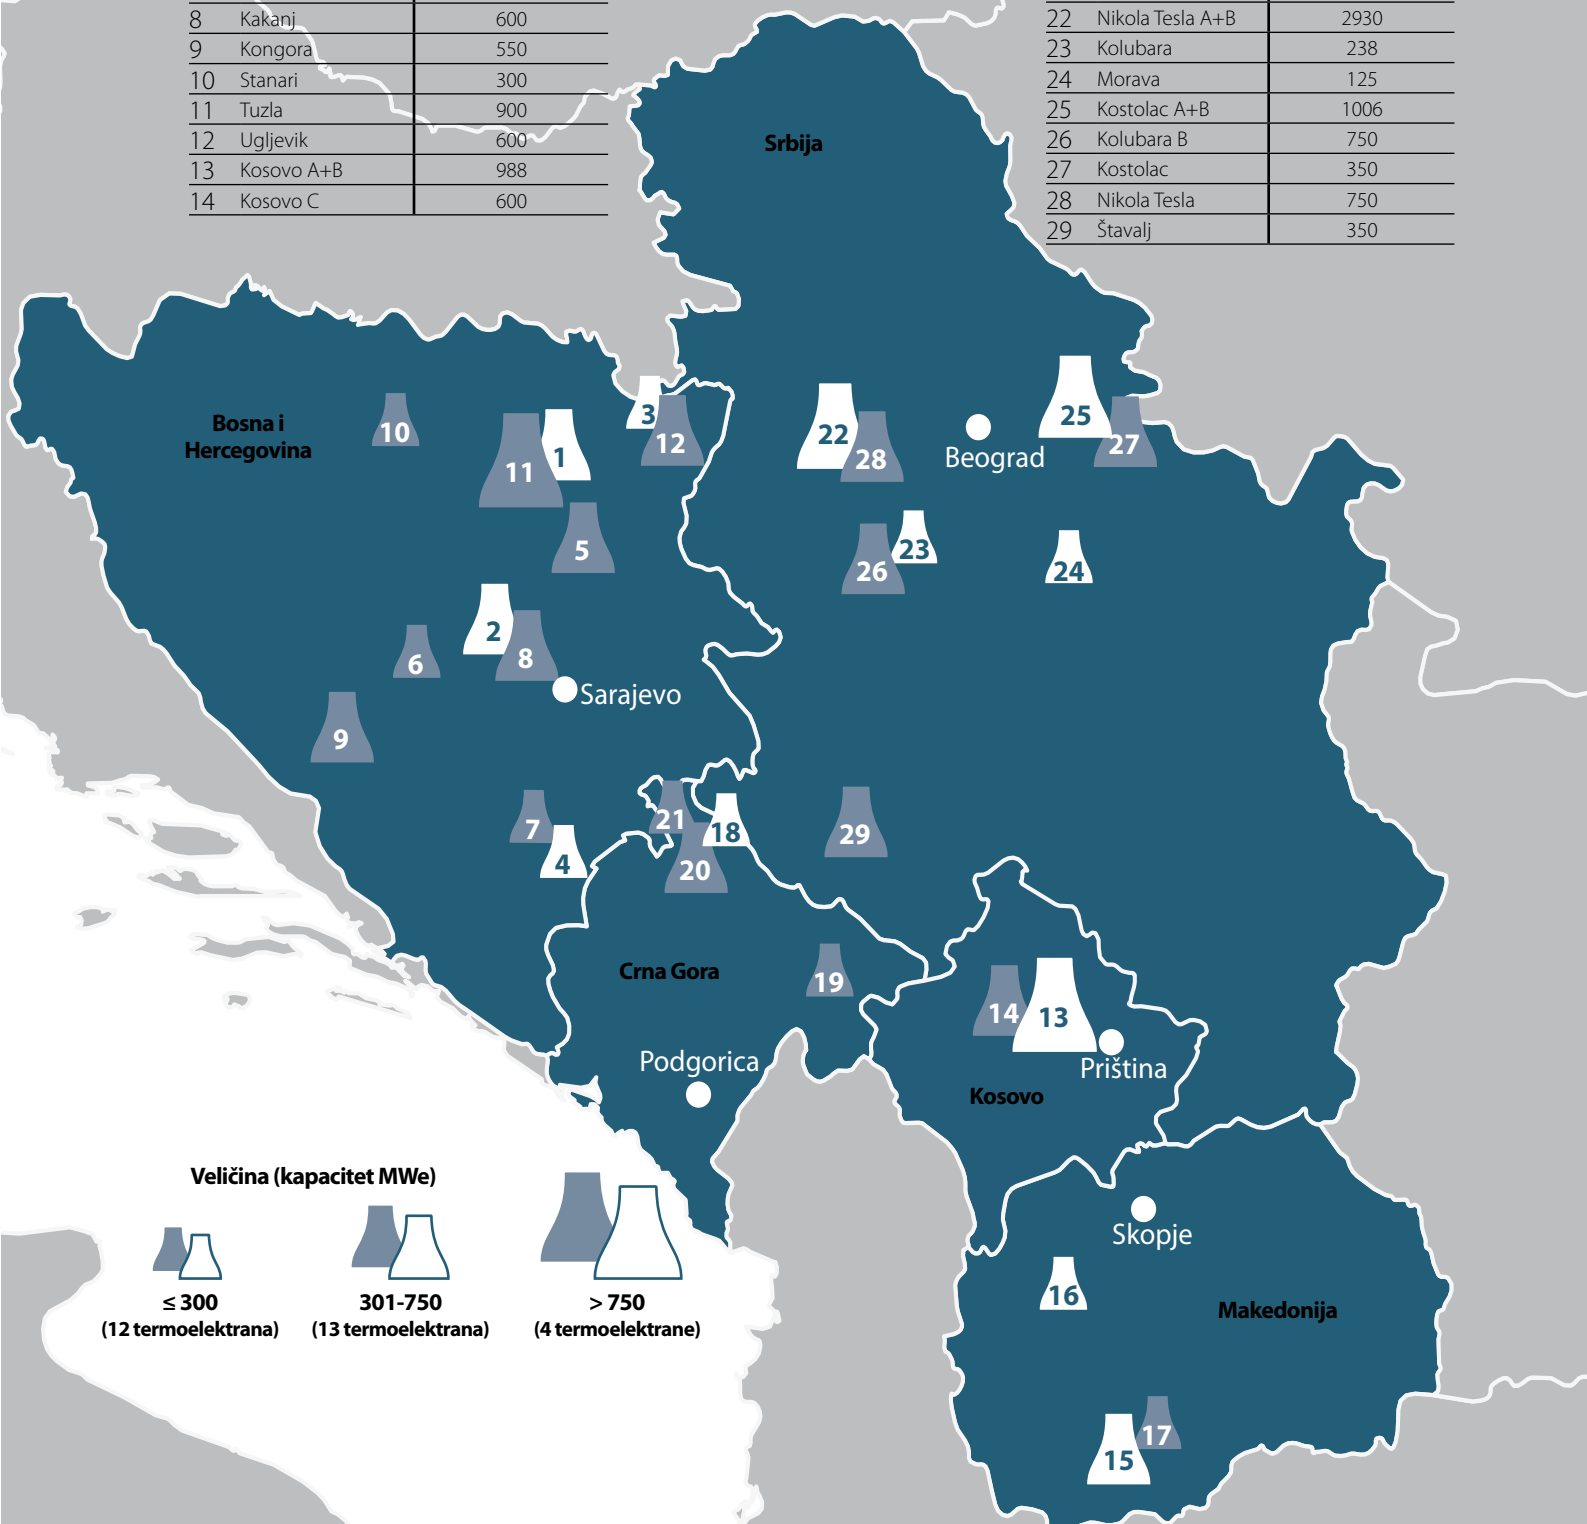 8 Kakanj 600
9 Kongora 550
10 Stanari 300
11 Tuzla 900
12 Ugljevik 600
13 Kosovo A+B 988
14 Kosovo C 600
22 Nikola Tesla A+B 2930
23 Kolubara 238
24 Morava 125
25 Kostolac A+B 1006
26 Kolubara B 750
27 Kostolac 350
28 Nikola Tesla 750
29 Štavalj 350
Srbija
Bosna i
Hercegovina
10
11
1
3
12
22
28
Beograd
25
27
5
26
23
24
2
6
8
Sarajevo
9
7
4
21
18
20
29
Crna Gora
19
14
13
Priština
Podgorica
Kosovo
Skopje
16
Makedonija
17
15
Veličina (kapacitet MWe)
≤ 300
(12 termoelektrana)
301-750
(13 termoelektrana)
> 750
(4 termoelektrane)